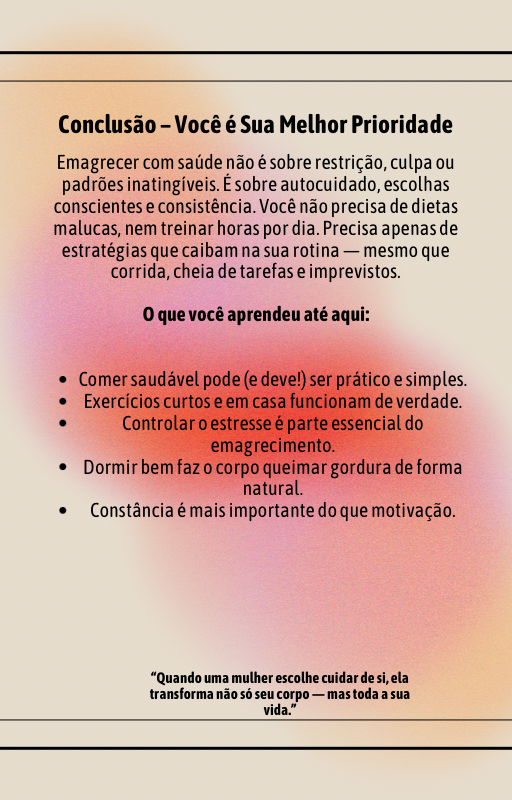 Conclusão – Você é Sua Melhor Prioridade
Emagrecer com saúde não é sobre restrição, culpa ou
padrões inatingíveis. É sobre autocuidado, escolhas
conscientes e consistência. Você não precisa de dietas
malucas, nem treinar horas por dia. Precisa apenas de
estratégias que caibam na sua rotina — mesmo que
corrida, cheia de tarefas e imprevistos.
O que você aprendeu até aqui:
• Comer saudável pode (e deve!) ser prático e simples.
• Exercícios curtos e em casa funcionam de verdade.
• Controlar o estresse é parte essencial do
emagrecimento.
• Dormir bem faz o corpo queimar gordura de forma
natural.
• Constância é mais importante do que motivação.
“Quando uma mulher escolhe cuidar de si, ela
transforma não só seu corpo — mas toda a sua
vida.”